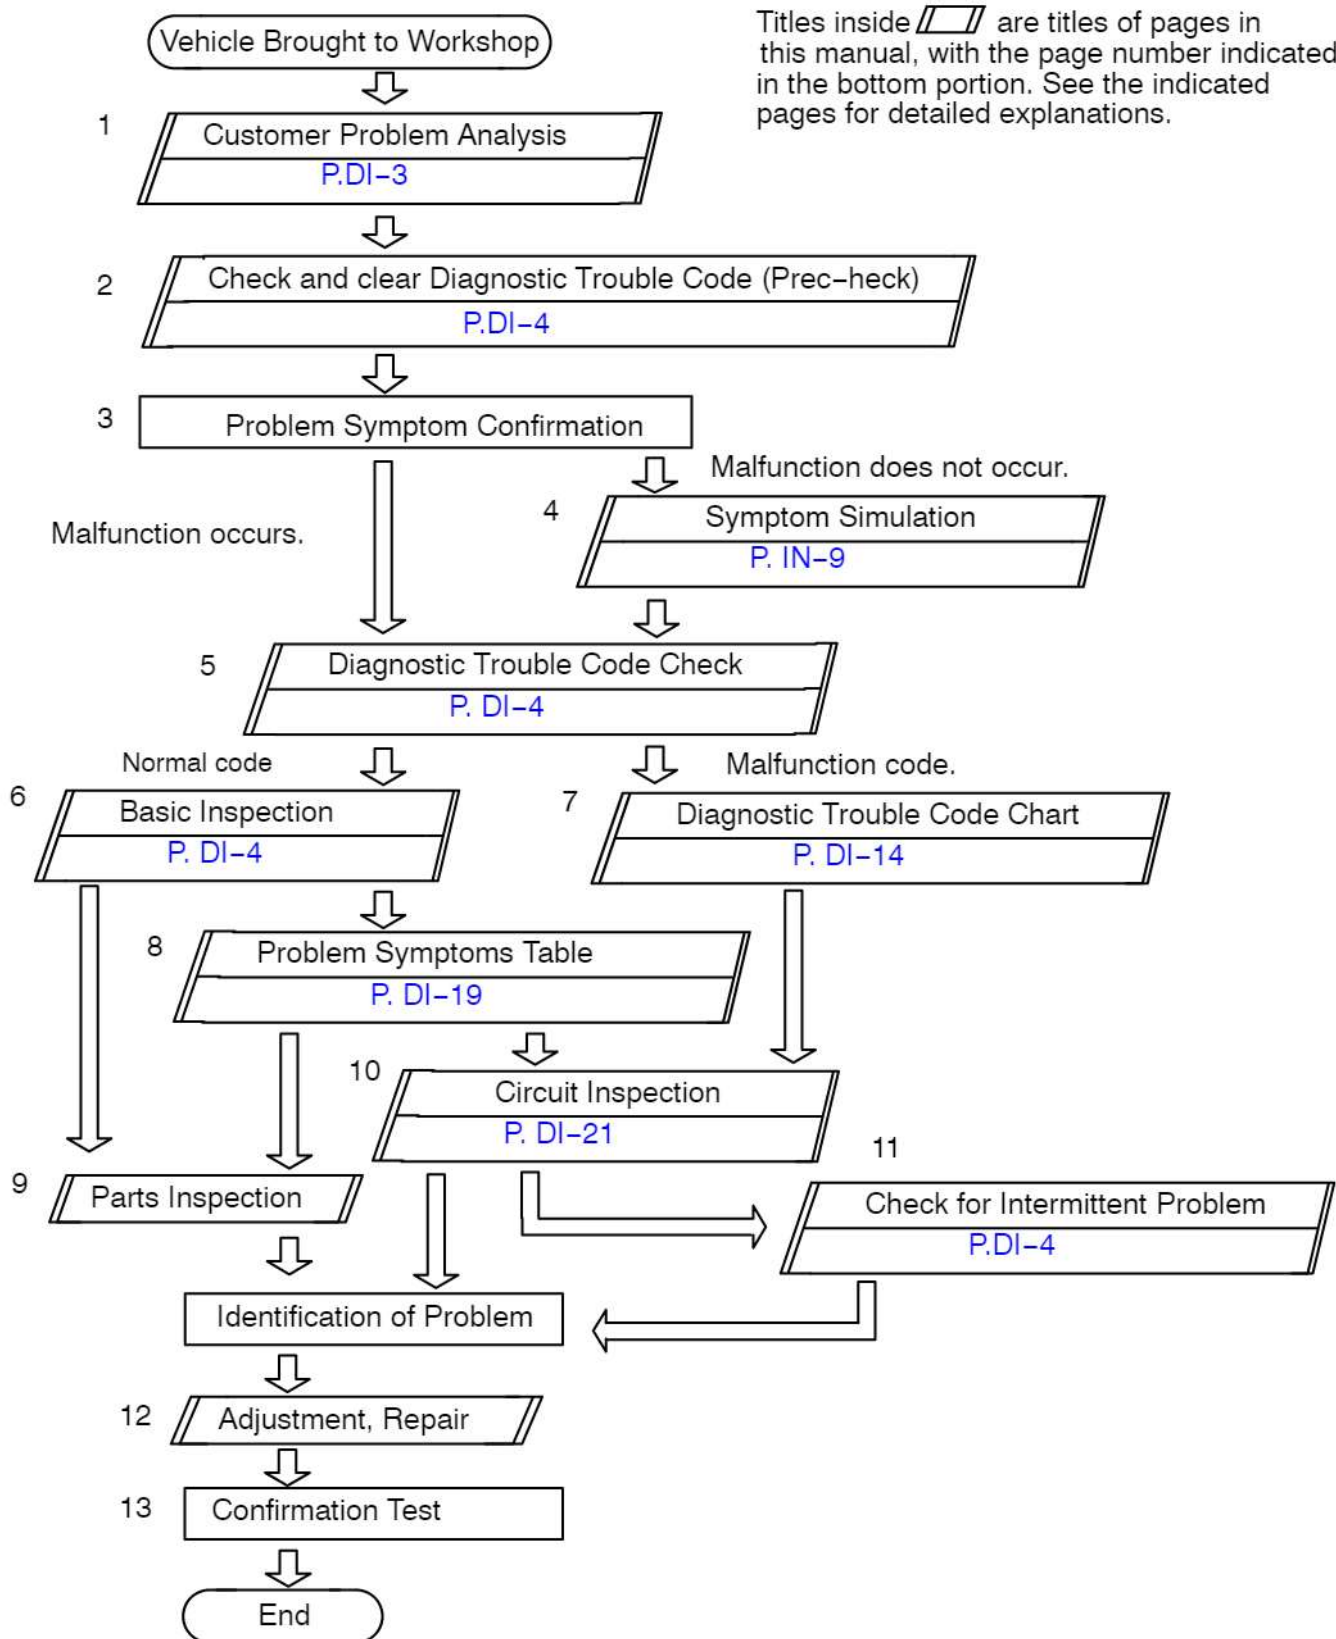 Vehicle Brought to Workshop
Titles inside are titles of pages in
this manual, with the page number indicated
in the bottom portion. See the indicated
pages for detailed explanations.
1
Customer Problem Analysis
P.DI–3
2
Check and clear Diagnostic Trouble Code (Prec–heck)
P.DI–4
3
Problem Symptom Confirmation
Malfunction occurs.
Malfunction does not occur.
4
Symptom Simulation
P. IN–9
5
Diagnostic Trouble Code Check
P. DI–4
Normal code
Malfunction code.
6
Basic Inspection
P. DI–4
7
Diagnostic Trouble Code Chart
P. DI–14
8
Problem Symptoms Table
P. DI–19
10
Circuit Inspection
P. DI–21
9
Parts Inspection
11
Check for Intermittent Problem
P.DI–4
Identification of Problem
12
Adjustment, Repair
13
Confirmation Test
End